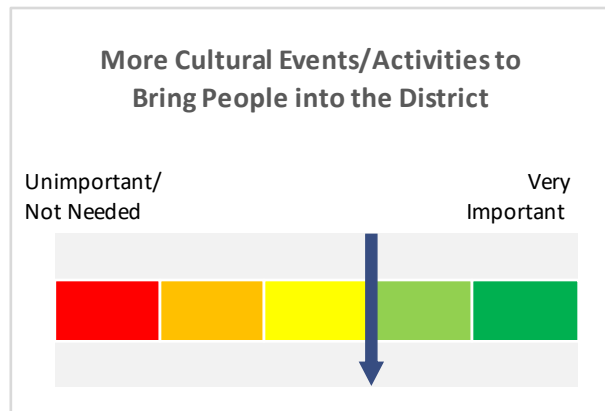 More Cultural Events/Activities to
Bring People into the District
Unimportant/
Not Needed
Very
Important